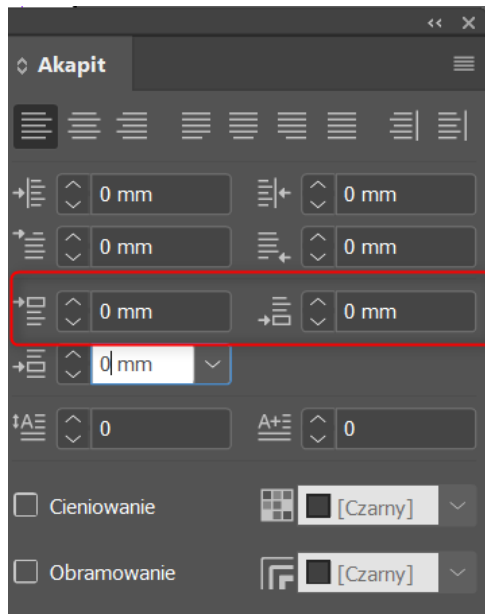 Akapit
0 mm 0 mm
0 mm 0 mm
0 mm 0 mm
0 mm
0 0
Cieniowanie [Czarny]
Obramowanie [Czarny]